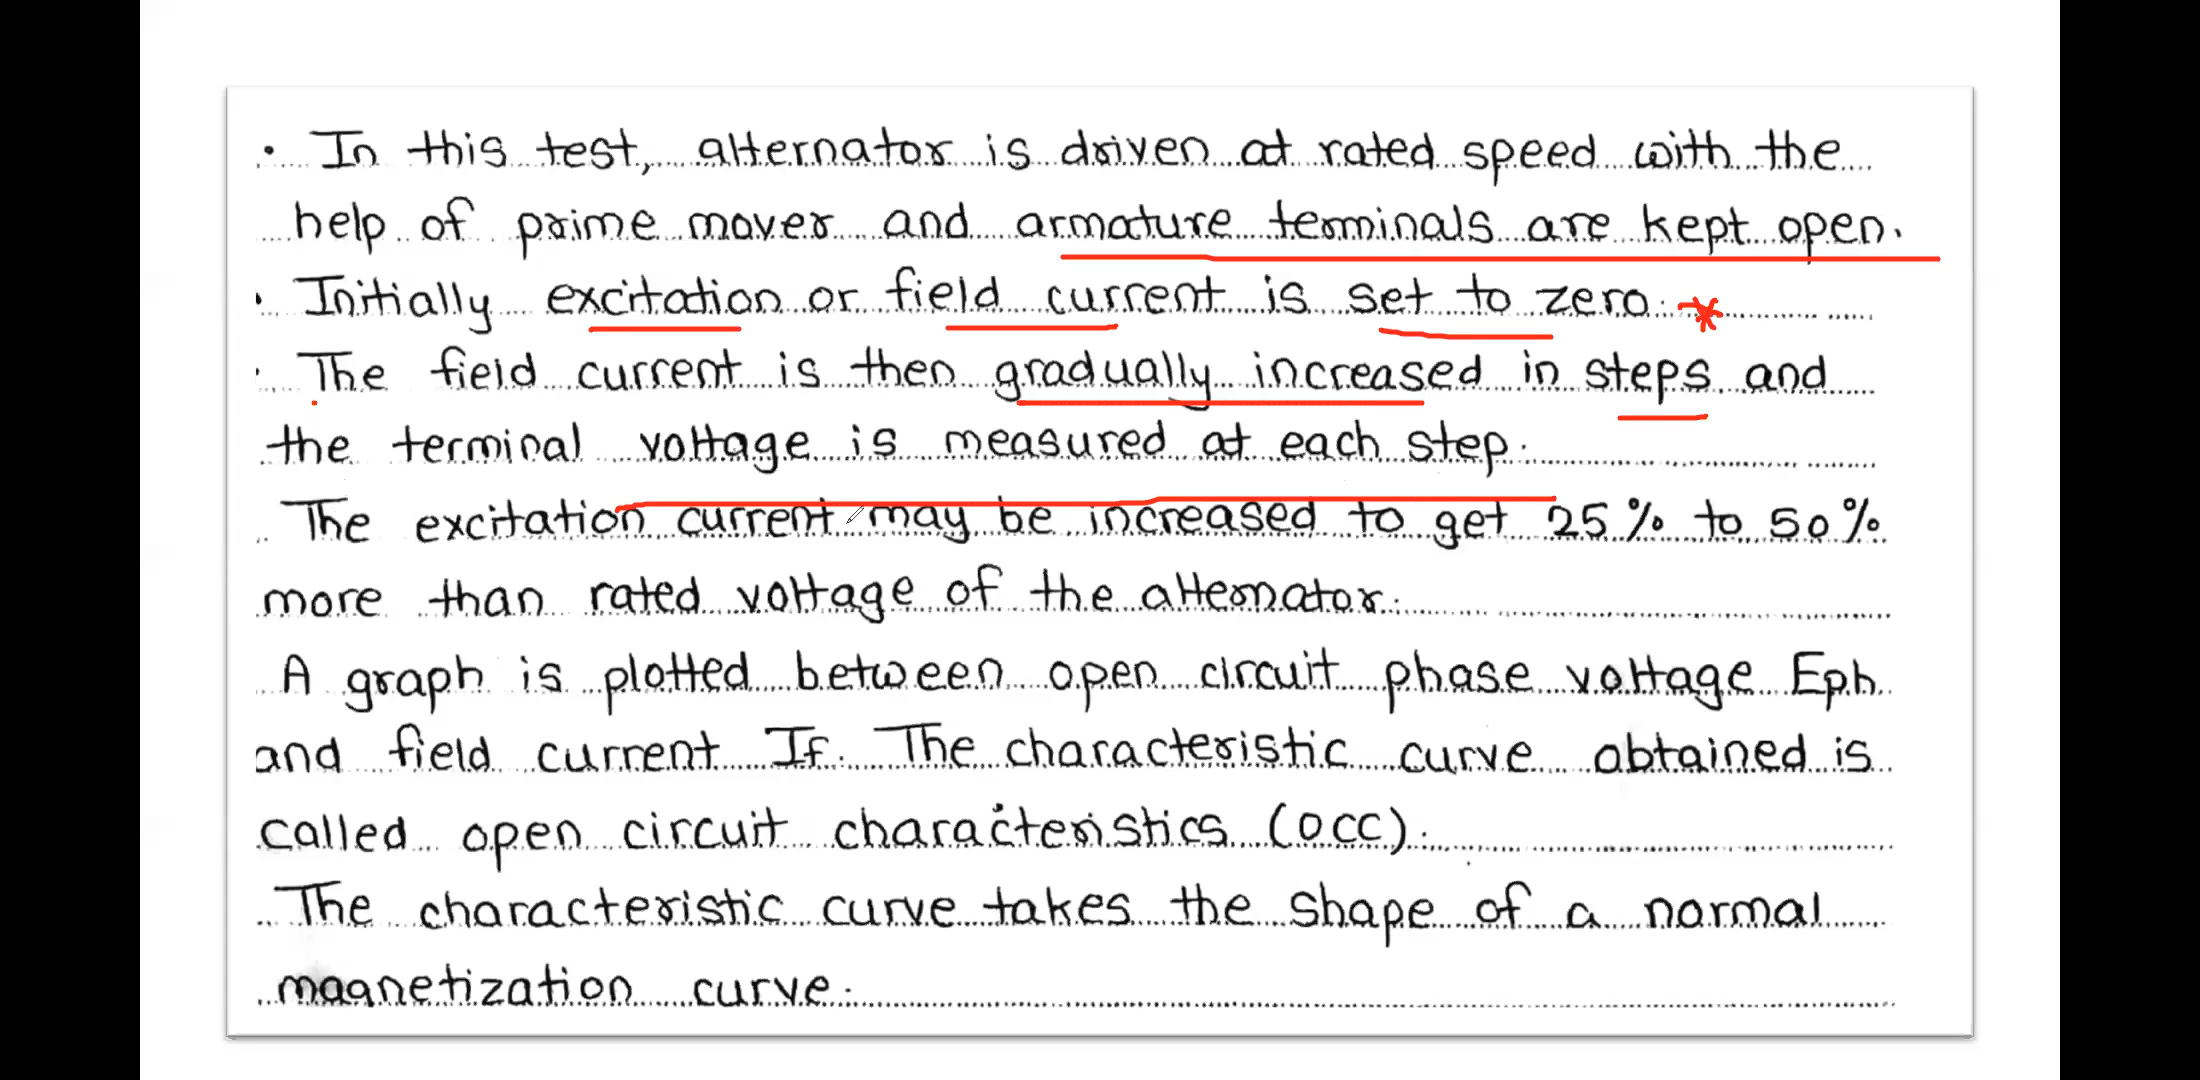 • In this test, alternator is driven at rated speed with the
help of prime mover and armature terminals are kept open.
• Initially excitation or field current is set to zero.
• The field current is then gradually increased in steps and
the terminal voltage is measured at each step.
The excitation current may be increased to get 25% to 50%
more than rated voltage of the alternator.
A graph is plotted between open circuit phase voltage Eph
and field current If. The characteristic curve obtained is
called open circuit characteristics (OCC).
The characteristic curve takes the shape of a normal
magnetization curve.